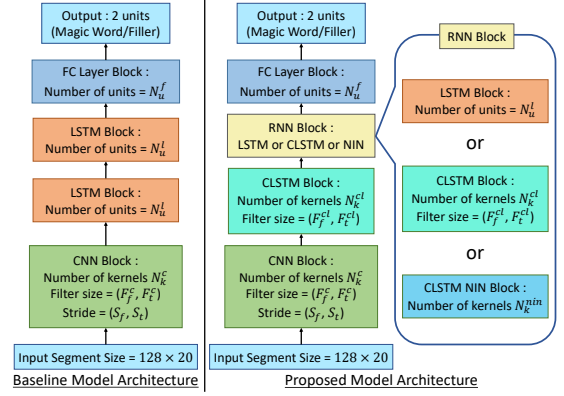 Output : 2 units
(Magic Word/Filler)
FC Layer Block :
Number of units = $N_u^f$
LSTM Block :
Number of units = $N_u^l$
LSTM Block :
Number of units = $N_u^l$
CNN Block :
Number of kernels $N_k^c$
Filter size = $(F_f^c, F_t^c)$
Stride = $(S_f, S_t)$
Input Segment Size = 128 × 20
Baseline Model Architecture
Output : 2 units
(Magic Word/Filler)
FC Layer Block :
Number of units = $N_u^f$
RNN Block :
LSTM or CLSTM or NIN
CLSTM Block :
Number of kernels $N_k^{cl}$
Filter size = $(F_f^{cl}, F_t^{cl})$
CNN Block :
Number of kernels $N_k^c$
Filter size = $(F_f^c, F_t^c)$
Stride = $(S_f, S_t)$
Input Segment Size = 128 × 20
Proposed Model Architecture
RNN Block
LSTM Block :
Number of units = $N_u^l$
or
CLSTM Block :
Number of kernels $N_k^{cl}$
Filter size = $(F_f^{cl}, F_t^{cl})$
or
CLSTM NIN Block :
Number of kernels $N_k^{nin}$